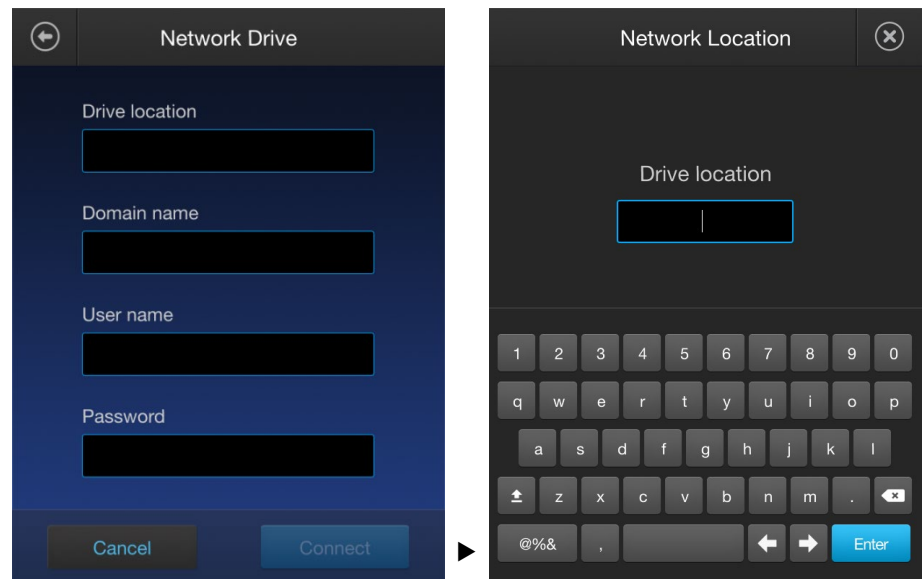 Network Drive
Drive location
Domain name
User name
Password
Cancel
Connect
Network Location
Drive location
1 2 3 4 5 6 7 8 9 0
q w e r t y u i o p
a s d f g h j k l
z x c v b n m .
@%& , Enter